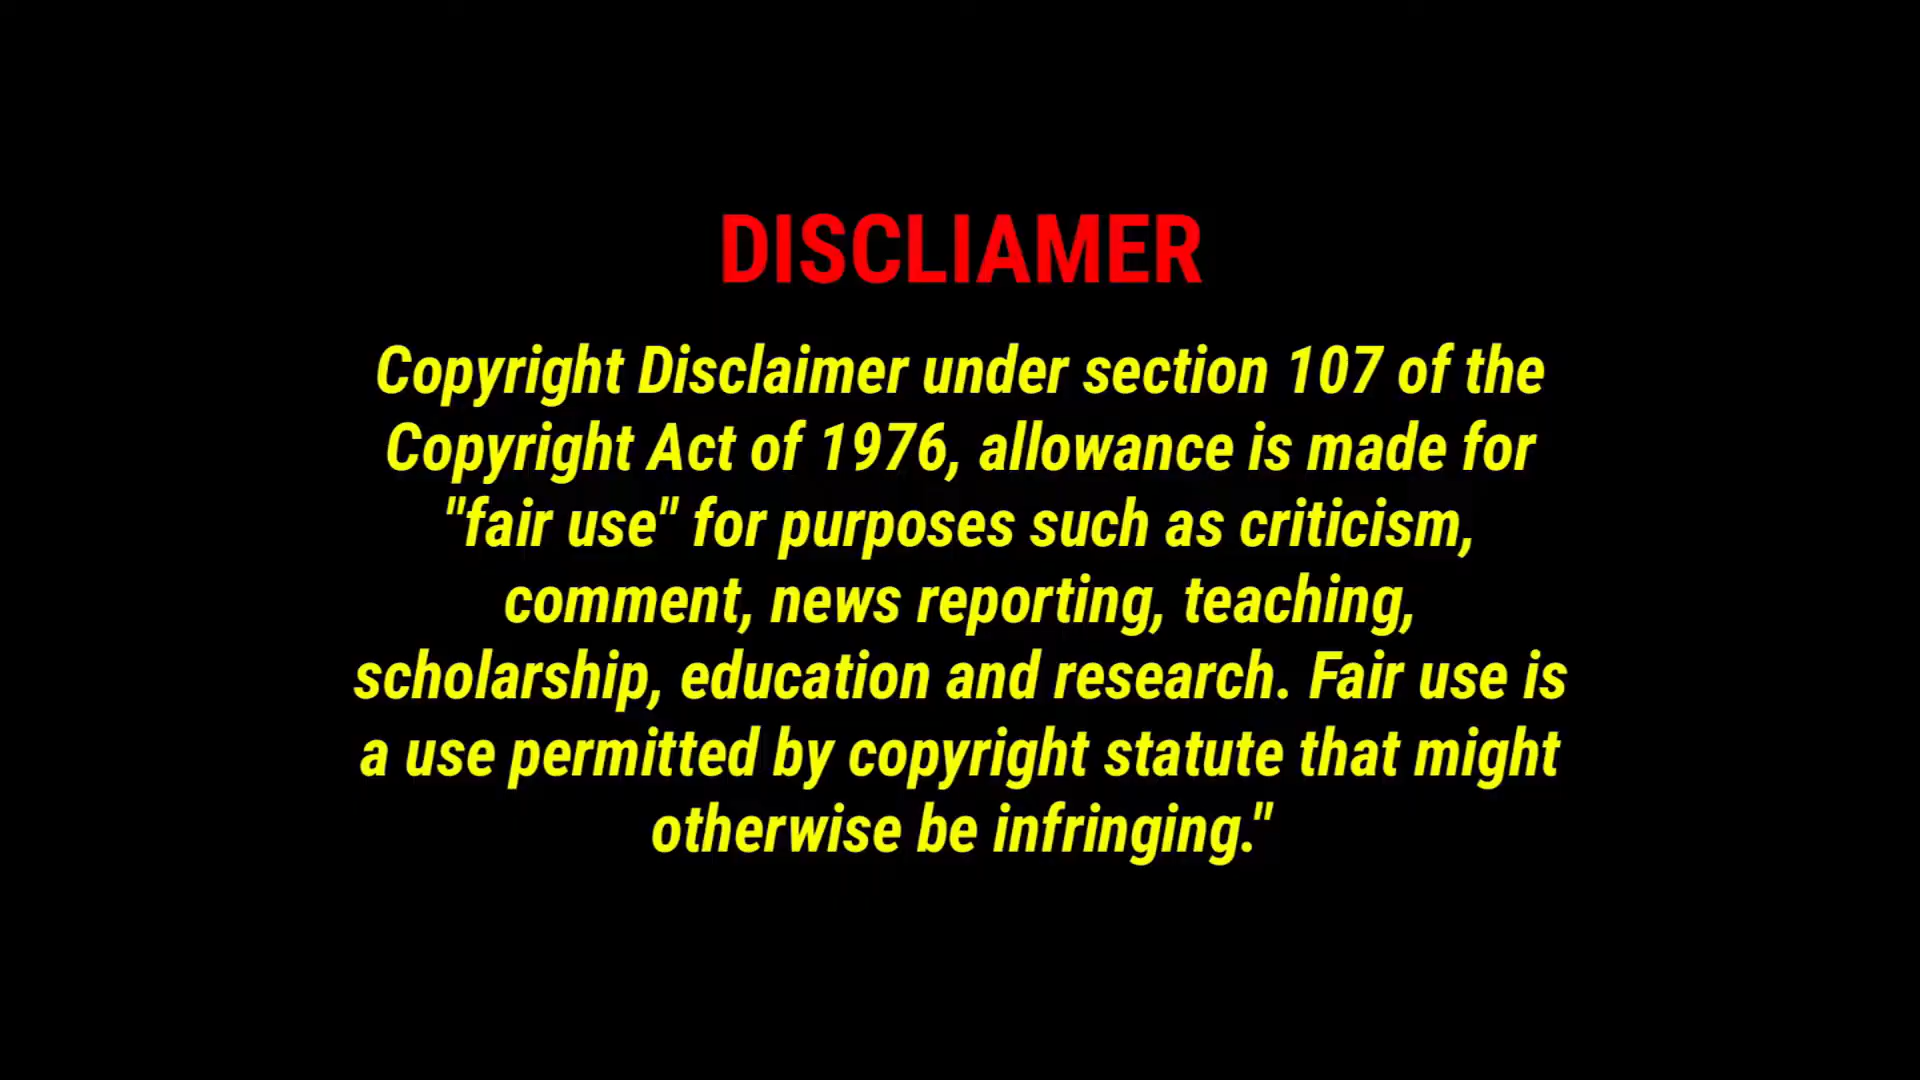 DISCLIAMER
Copyright Disclaimer under section 107 of the
Copyright Act of 1976, allowance is made for
"fair use" for purposes such as criticism,
comment, news reporting, teaching,
scholarship, education and research. Fair use is
a use permitted by copyright statute that might
otherwise be infringing."